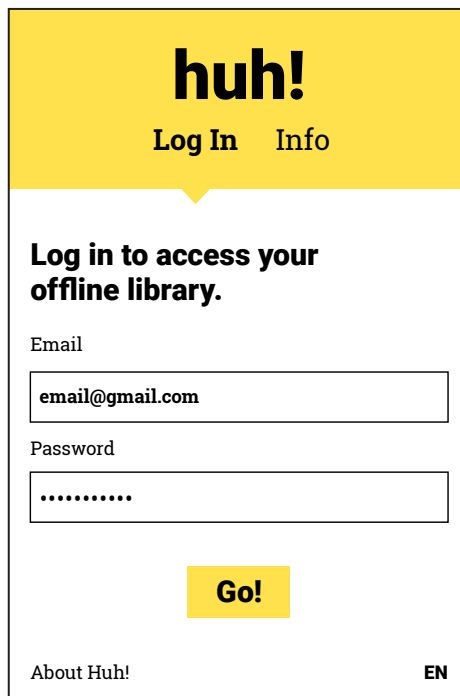 huh!
Log In Info
Log in to access your
offline library.
Email
email@gmail.com
Password
•••••••••••
Go!
About Huh! EN